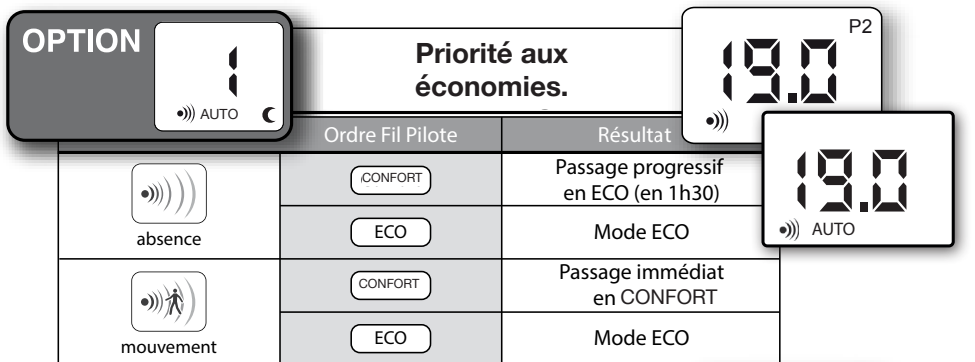 OPTION
1
AUTO
Priorité aux
économies.
P2
19.0
19.0
AUTO
Ordre Fil Pilote
Résultat
absence
CONFORT
Passage progressif
en ECO (en 1h30)
ECO
Mode ECO
mouvement
CONFORT
Passage immédiat
en CONFORT
ECO
Mode ECO